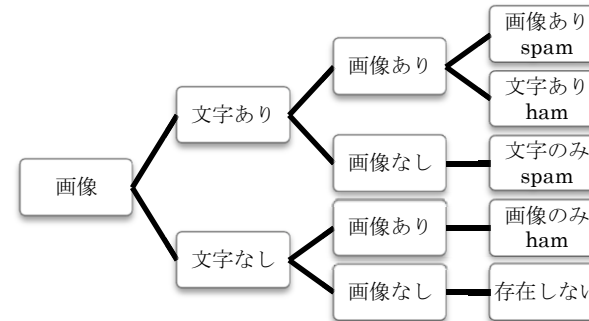 画像あり
spam
画像あり
文字あり
ham
文字あり
画像なし
文字のみ
spam
画像
画像あり
画像のみ
ham
文字なし
画像なし
存在しない